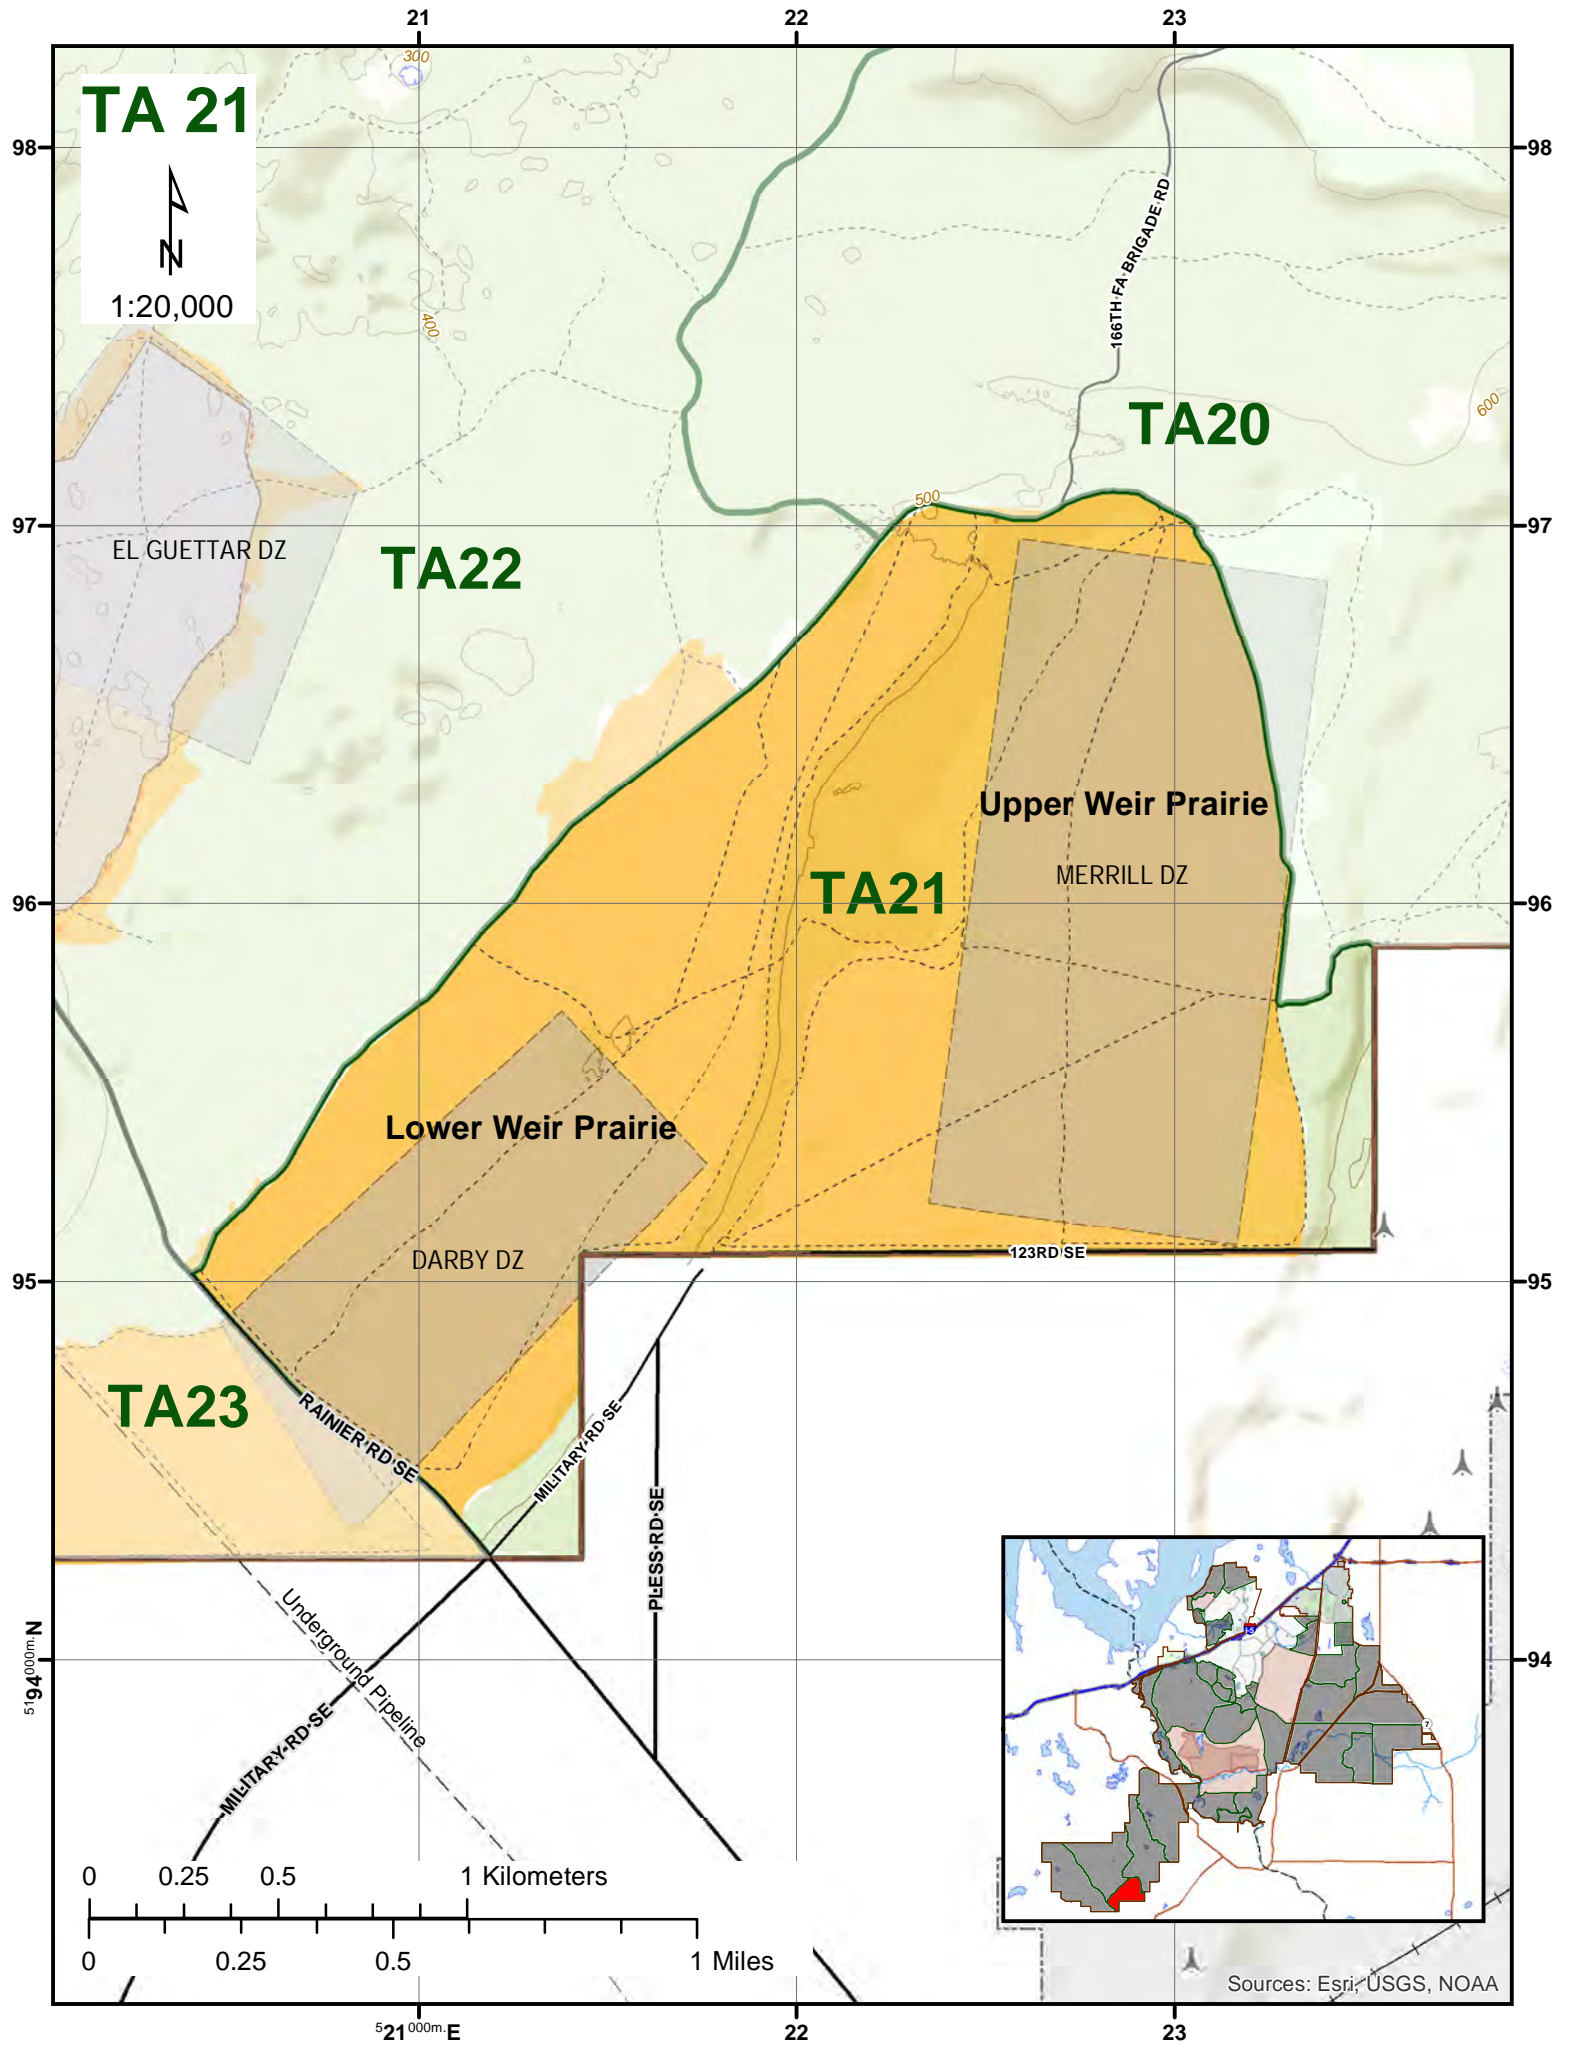 21 22 23
300
TA 21
98 98
N
1:20,000
166TH FA BRIGADE RD
400
600
TA20
500
97 97
EL GUETTAR DZ
TA22
Upper Weir Prairie
MERRILL DZ
TA21
96 96
Lower Weir Prairie
DARBY DZ
123RD SE
95 95
TA23
RAINIER RD SE
MILITARY RD SE
PLESS RD SE
Underground Pipeline
5194000m. N
94
MILITARY RD SE
I-5
7
0 0.25 0.5 1 Kilometers
0 0.25 0.5 1 Miles
Sources: Esri, USGS, NOAA
521000m. E 22 23